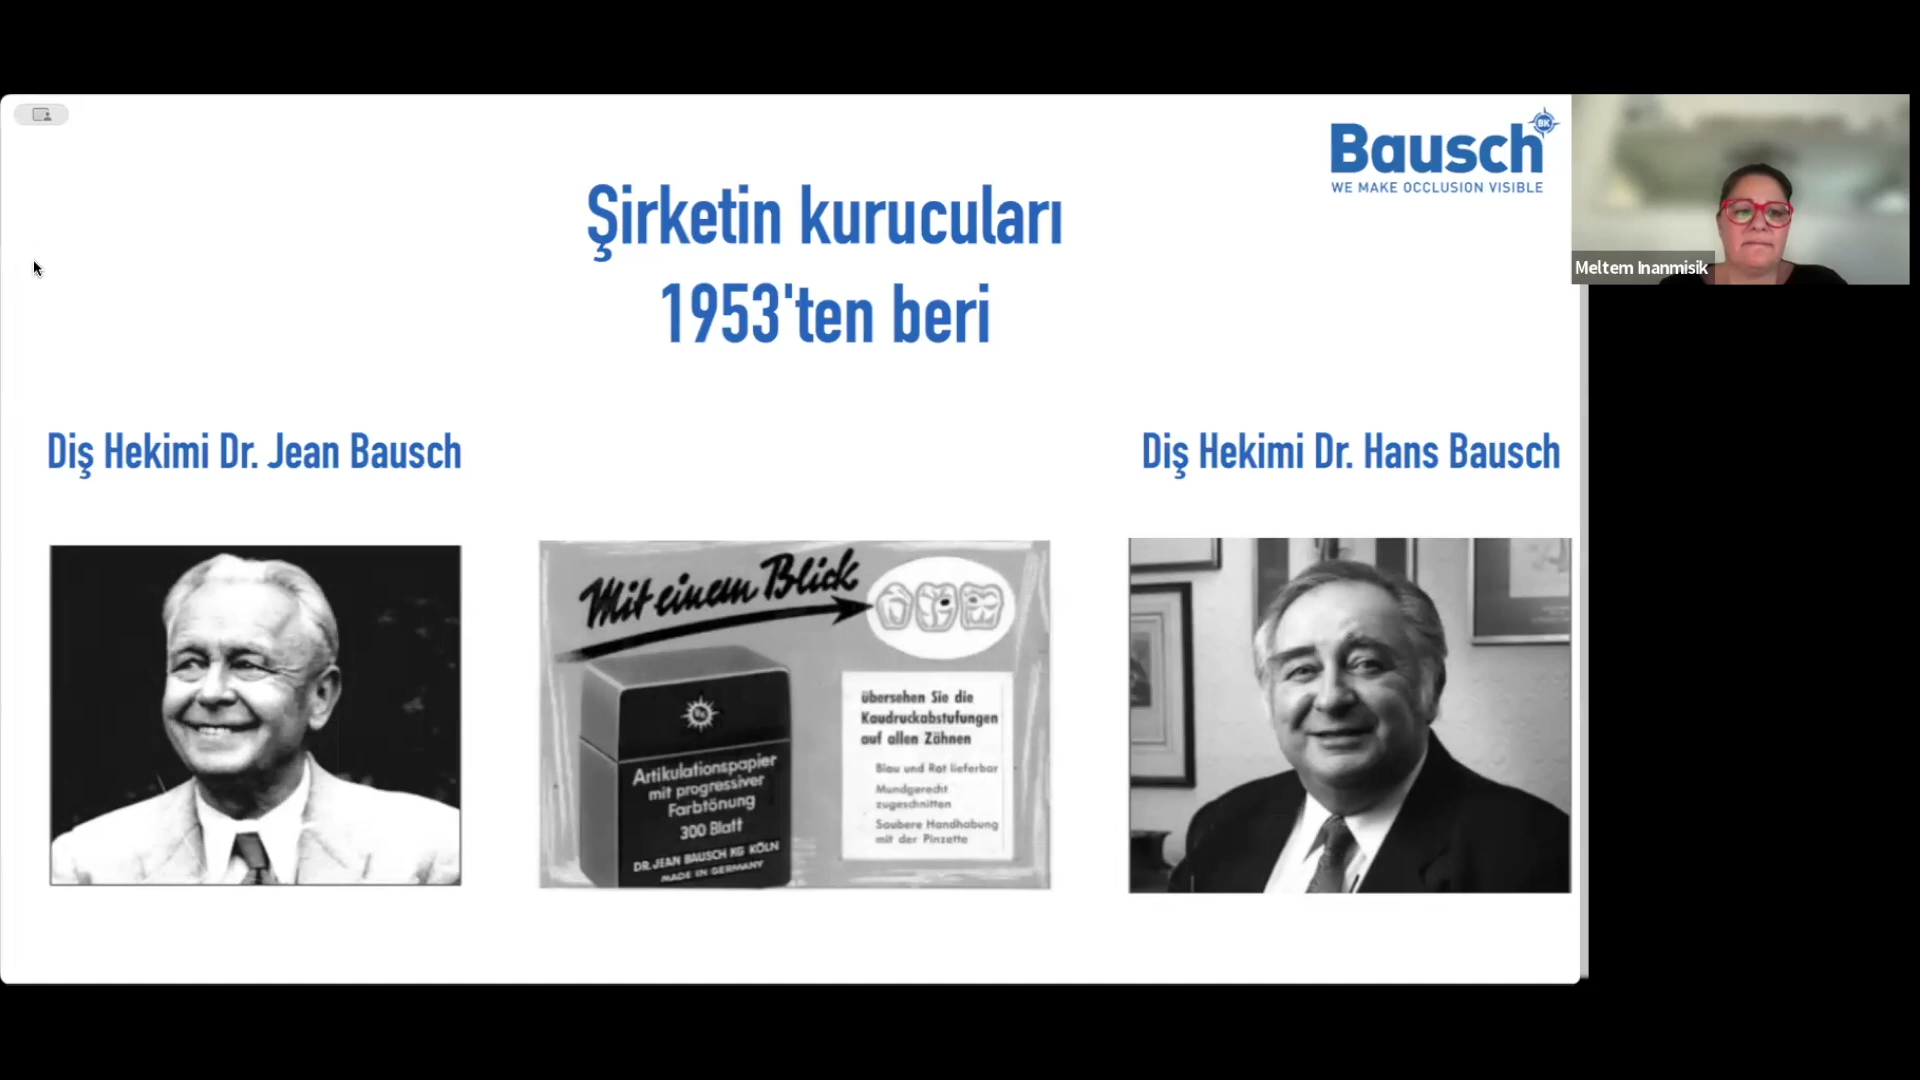 Bausch
BK
WE MAKE OCCLUSION VISIBLE
Şirketin kurucuları
1953'ten beri
Meltem Inanmisik
Diş Hekimi Dr. Jean Bausch
Diş Hekimi Dr. Hans Bausch
Mit einem Blick
übersehen Sie die
Kaudruckabstufungen
auf allen Zähnen
Blau und Rot lieferbar
Mundgerecht
zugeschnitten
Saubere Handhabung
mit der Pinzette
Artikulationspapier
mit progressiver
Farbtönung
300 Blatt
DR. JEAN BAUSCH KG KÖLN
MADE IN GERMANY